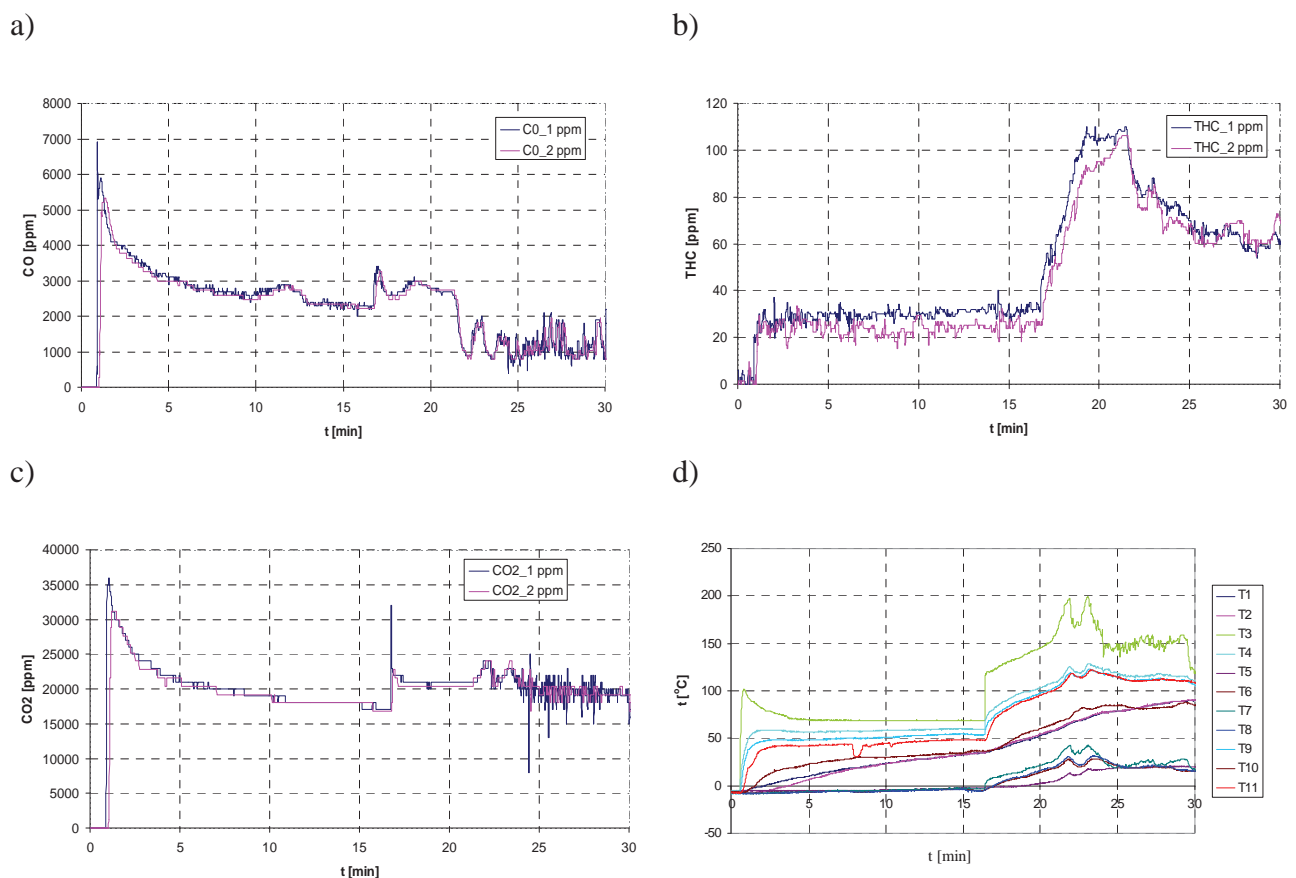 a)
8000
7000
6000
5000
4000
3000
2000
1000
0
CO [ppm]
C0_1 ppm
C0_2 ppm
0 5 10 15 20 25 30
t [min]
b)
120
100
80
60
40
20
0
THC [ppm]
THC_1 ppm
THC_2 ppm
0 5 10 15 20 25 30
t [min]
c)
40000
35000
30000
25000
20000
15000
10000
5000
0
CO2 [ppm]
CO2_1 ppm
CO2_2 ppm
0 5 10 15 20 25 30
t [min]
d)
250
200
150
100
50
0
-50
t [°C]
0 5 10 15 20 25 30
t [min]
T1
T2
T3
T4
T5
T6
T7
T8
T9
T10
T11